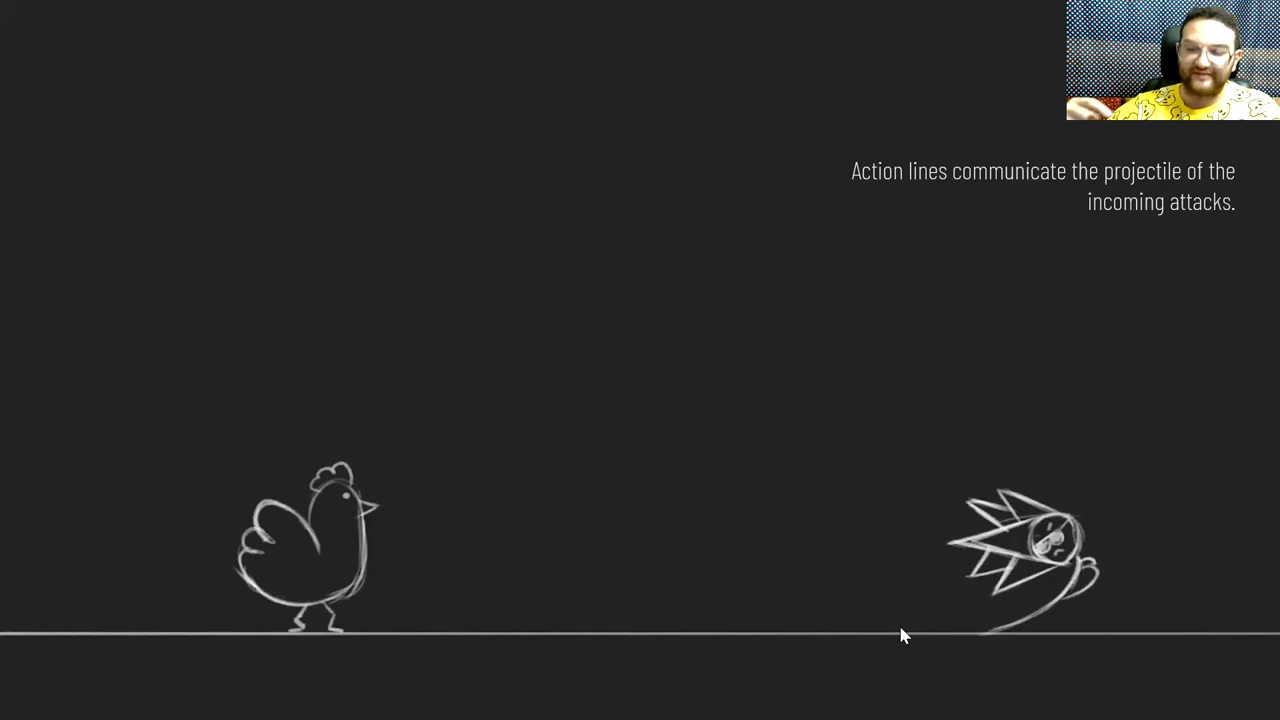 Action lines communicate the projectile of the
incoming attacks.